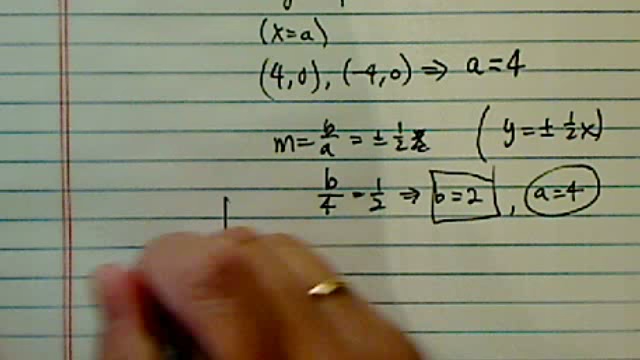 (x=a)
(4,0), (-4,0) ⇒ a=4
m= b/a = ± 1/2 (y=± 1/2 x)
b/4 = 1/2 ⇒ b=2 , a=4